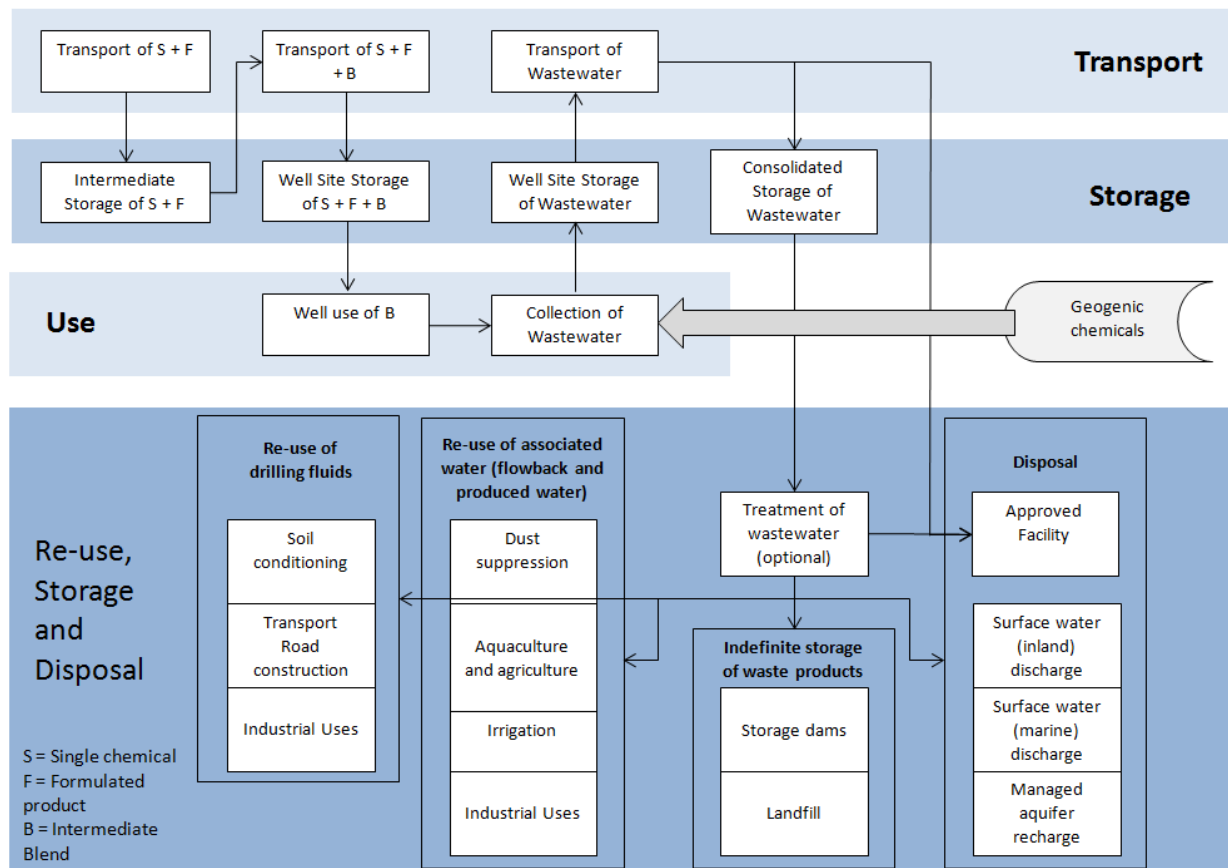 Transport of S + F
Transport of S + F
+ B
Transport of
Wastewater
Transport
Intermediate
Storage of S + F
Well Site Storage
of S + F + B
Well Site Storage
of Wastewater
Consolidated
Storage of
Wastewater
Storage
Use
Well use of B
Collection of
Wastewater
Geogenic
chemicals
Re-use,
Storage
and
Disposal
S = Single chemical
F = Formulated
product
B = Intermediate
Blend
Re-use of
drilling fluids
Soil
conditioning
Transport
Road
construction
Industrial Uses
Re-use of associated
water (flowback and
produced water)
Dust
suppression
Aquaculture
and agriculture
Irrigation
Industrial Uses
Treatment of
wastewater
(optional)
Indefinite storage
of waste products
Storage dams
Landfill
Disposal
Approved
Facility
Surface water
(inland)
discharge
Surface water
(marine)
discharge
Managed
aquifer
recharge